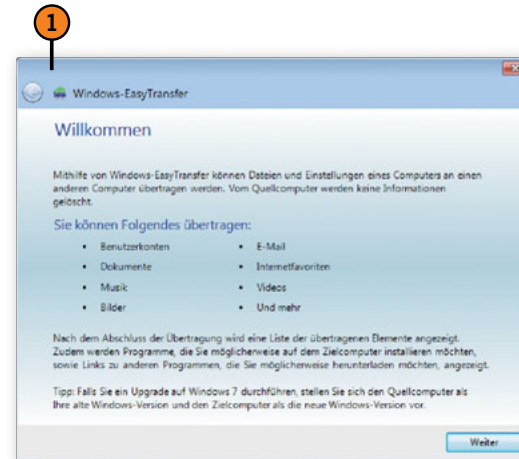 1
Windows-EasyTransfer
Willkommen
Mithilfe von Windows-EasyTransfer können Dateien und Einstellungen eines Computers an einen
anderen Computer übertragen werden. Vom Quellcomputer werden keine Informationen
gelöscht.
Sie können Folgendes übertragen:
• Benutzerkonten
• Dokumente
• Musik
• Bilder
• E-Mail
• Internetfavoriten
• Videos
• Und mehr
Nach dem Abschluss der Übertragung wird eine Liste der übertragenen Elemente angezeigt.
Zudem werden Programme, die Sie möglicherweise auf dem Zielcomputer installieren möchten,
sowie Links zu anderen Programmen, die Sie möglicherweise herunterladen möchten, angezeigt.
Tipp: Falls Sie ein Upgrade auf Windows 7 durchführen, stellen Sie sich den Quellcomputer als
Ihre alte Windows-Version und den Zielcomputer als die neue Windows-Version vor.
Weiter